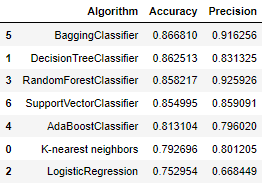 Algorithm Accuracy Precision
5 BaggingClassifier 0.866810 0.916256
1 DecisionTreeClassifier 0.862513 0.831325
3 RandomForestClassifier 0.858217 0.925926
6 SupportVectorClassifier 0.854995 0.859091
4 AdaBoostClassifier 0.813104 0.796020
0 K-nearest neighbors 0.792696 0.801205
2 LogisticRegression 0.752954 0.668449